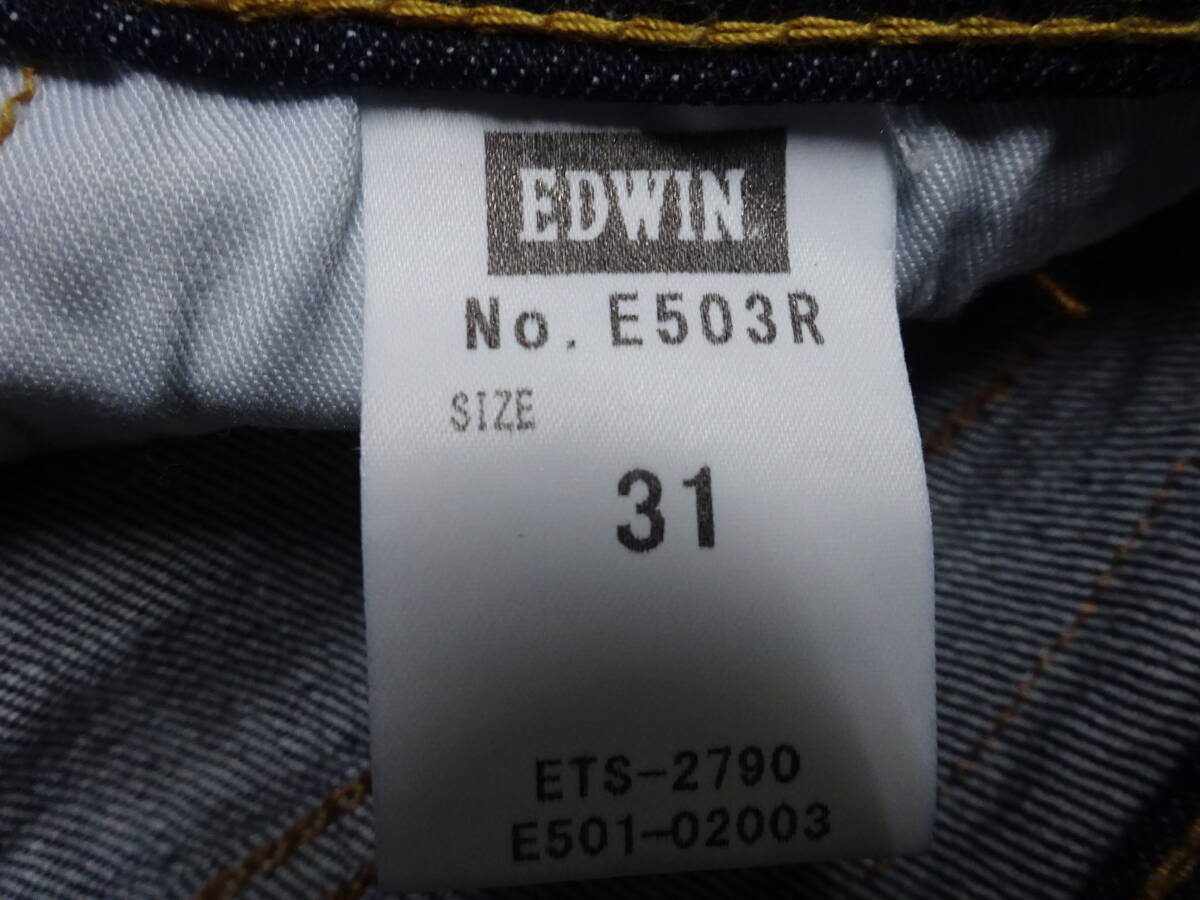 EDWIN
No. E503R
SIZE
31
ETS-2790
E501-02003